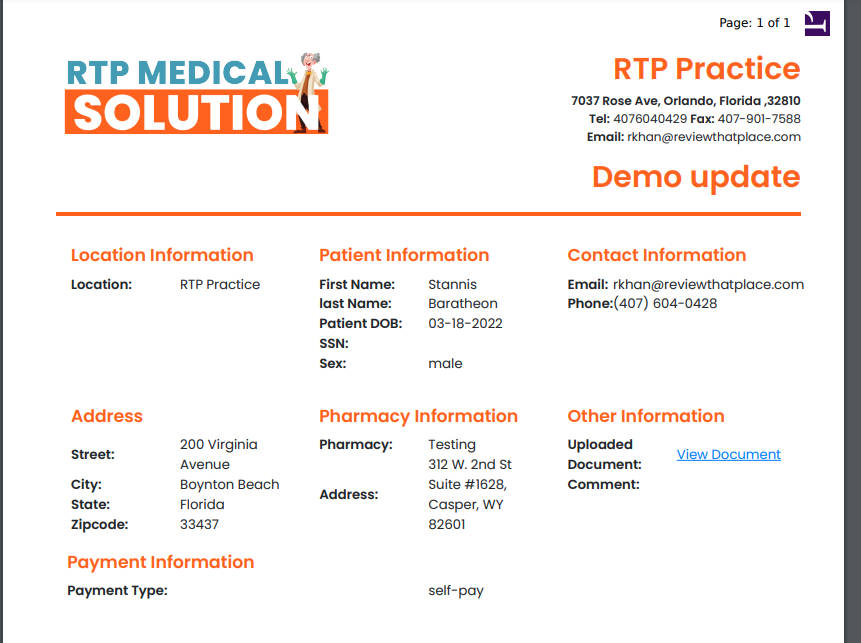 Page: 1 of 1
RTP MEDICAL
SOLUTION
RTP Practice
7037 Rose Ave, Orlando, Florida ,32810
Tel: 4076040429 Fax: 407-901-7588
Email: rkhan@reviewthatplace.com
Demo update
Location Information
Location: RTP Practice
Patient Information
First Name: Stannis
last Name: Baratheon
Patient DOB: 03-18-2022
SSN:
Sex: male
Contact Information
Email: rkhan@reviewthatplace.com
Phone:(407) 604-0428
Address
Street: 200 Virginia
Avenue
City: Boynton Beach
State: Florida
Zipcode: 33437
Pharmacy Information
Pharmacy: Testing
Address: 312 W. 2nd St
Suite #1628,
Casper, WY
82601
Other Information
Uploaded
Document: View Document
Comment:
Payment Information
Payment Type: self-pay